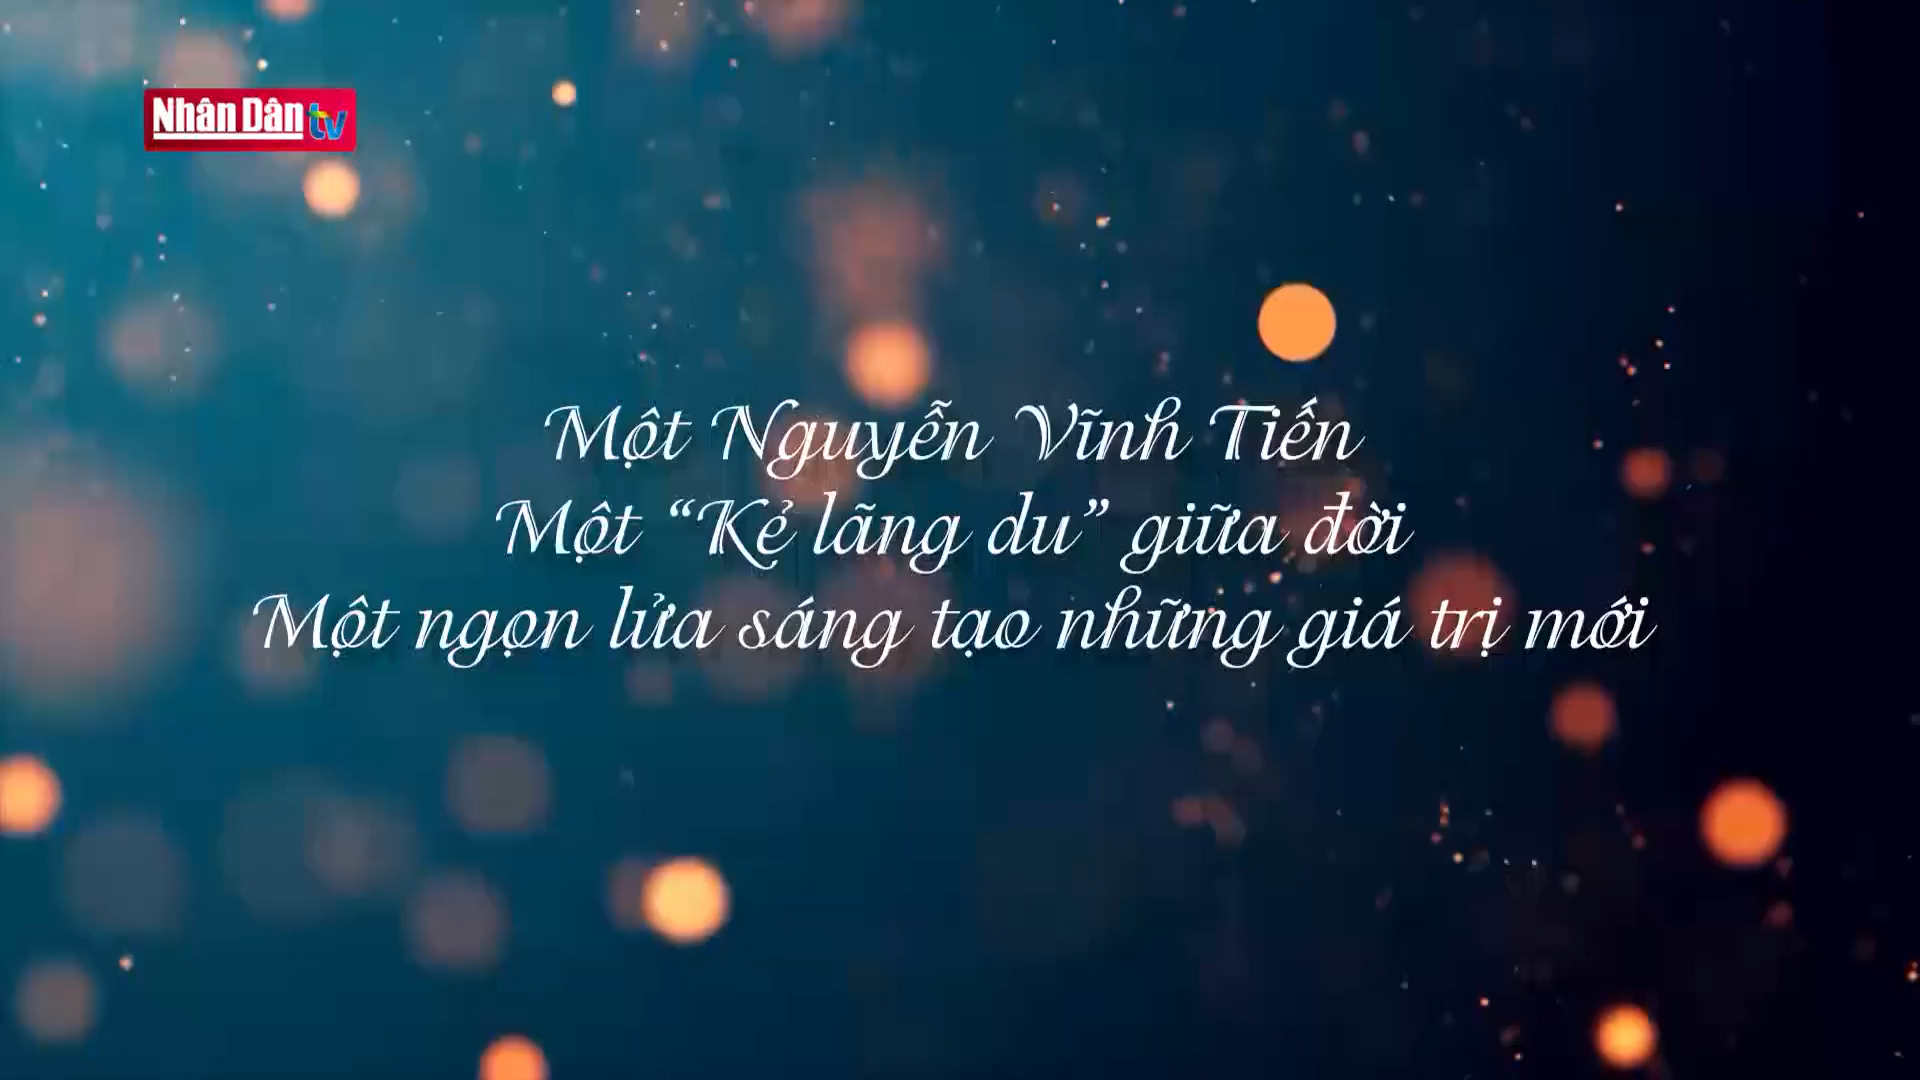 Nhân Dân tv
Một Nguyễn Vĩnh Tiến
Một “Kẻ lãng du” giữa đời
Một ngọn lửa sáng tạo những giá trị mới